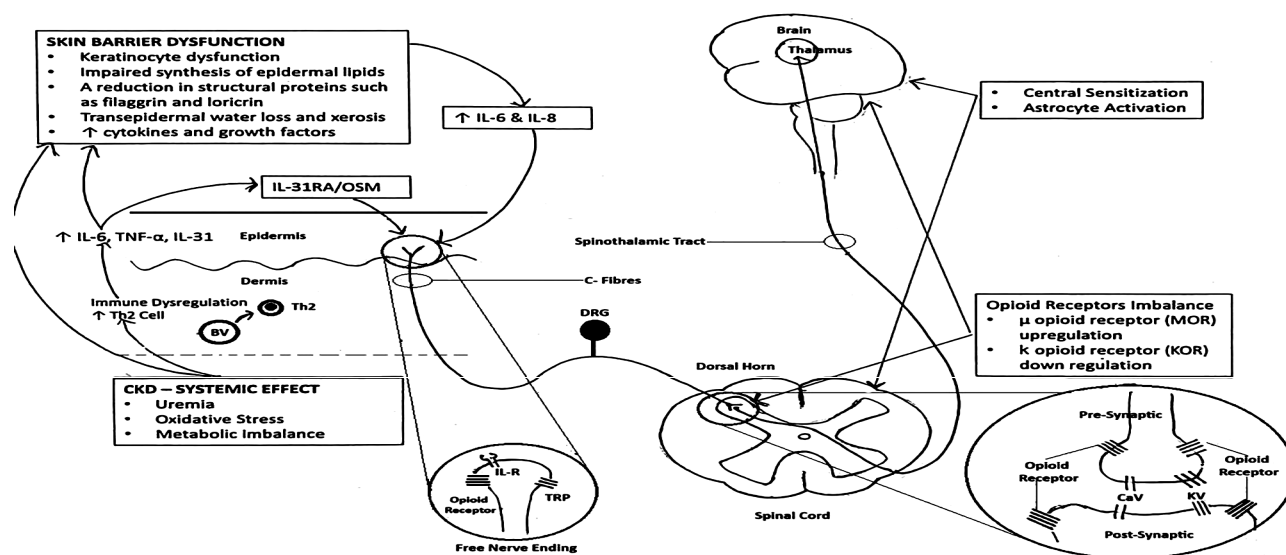 SKIN BARRIER DYSFUNCTION
• Keratinocyte dysfunction
• Impaired synthesis of epidermal lipids
• A reduction in structural proteins such
as filaggrin and loricrin
• Transepidermal water loss and xerosis
• ↑ cytokines and growth factors
↑ IL-6 & IL-8
IL-31RA/OSM
↑ IL-6, TNF-α, IL-31
Epidermis
Dermis
Immune Dysregulation
↑ Th2 Cell
BV
Th2
CKD – SYSTEMIC EFFECT
• Uremia
• Oxidative Stress
• Metabolic Imbalance
C- Fibres
DRG
IL-R
Opioid
Receptor
TRP
Free Nerve Ending
Brain
Thalamus
• Central Sensitization
• Astrocyte Activation
Spinothalamic Tract
Opioid Receptors Imbalance
• μ opioid receptor (MOR)
upregulation
• k opioid receptor (KOR)
down regulation
Dorsal Horn
Spinal Cord
Pre-Synaptic
Opioid
Receptor
Opioid
Receptor
CaV
KV
Post-Synaptic